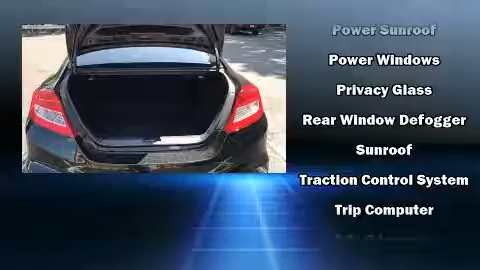 Power Sunroof
Power Windows
Privacy Glass
Rear Window Defogger
Sunroof
Traction Control System
Trip Computer